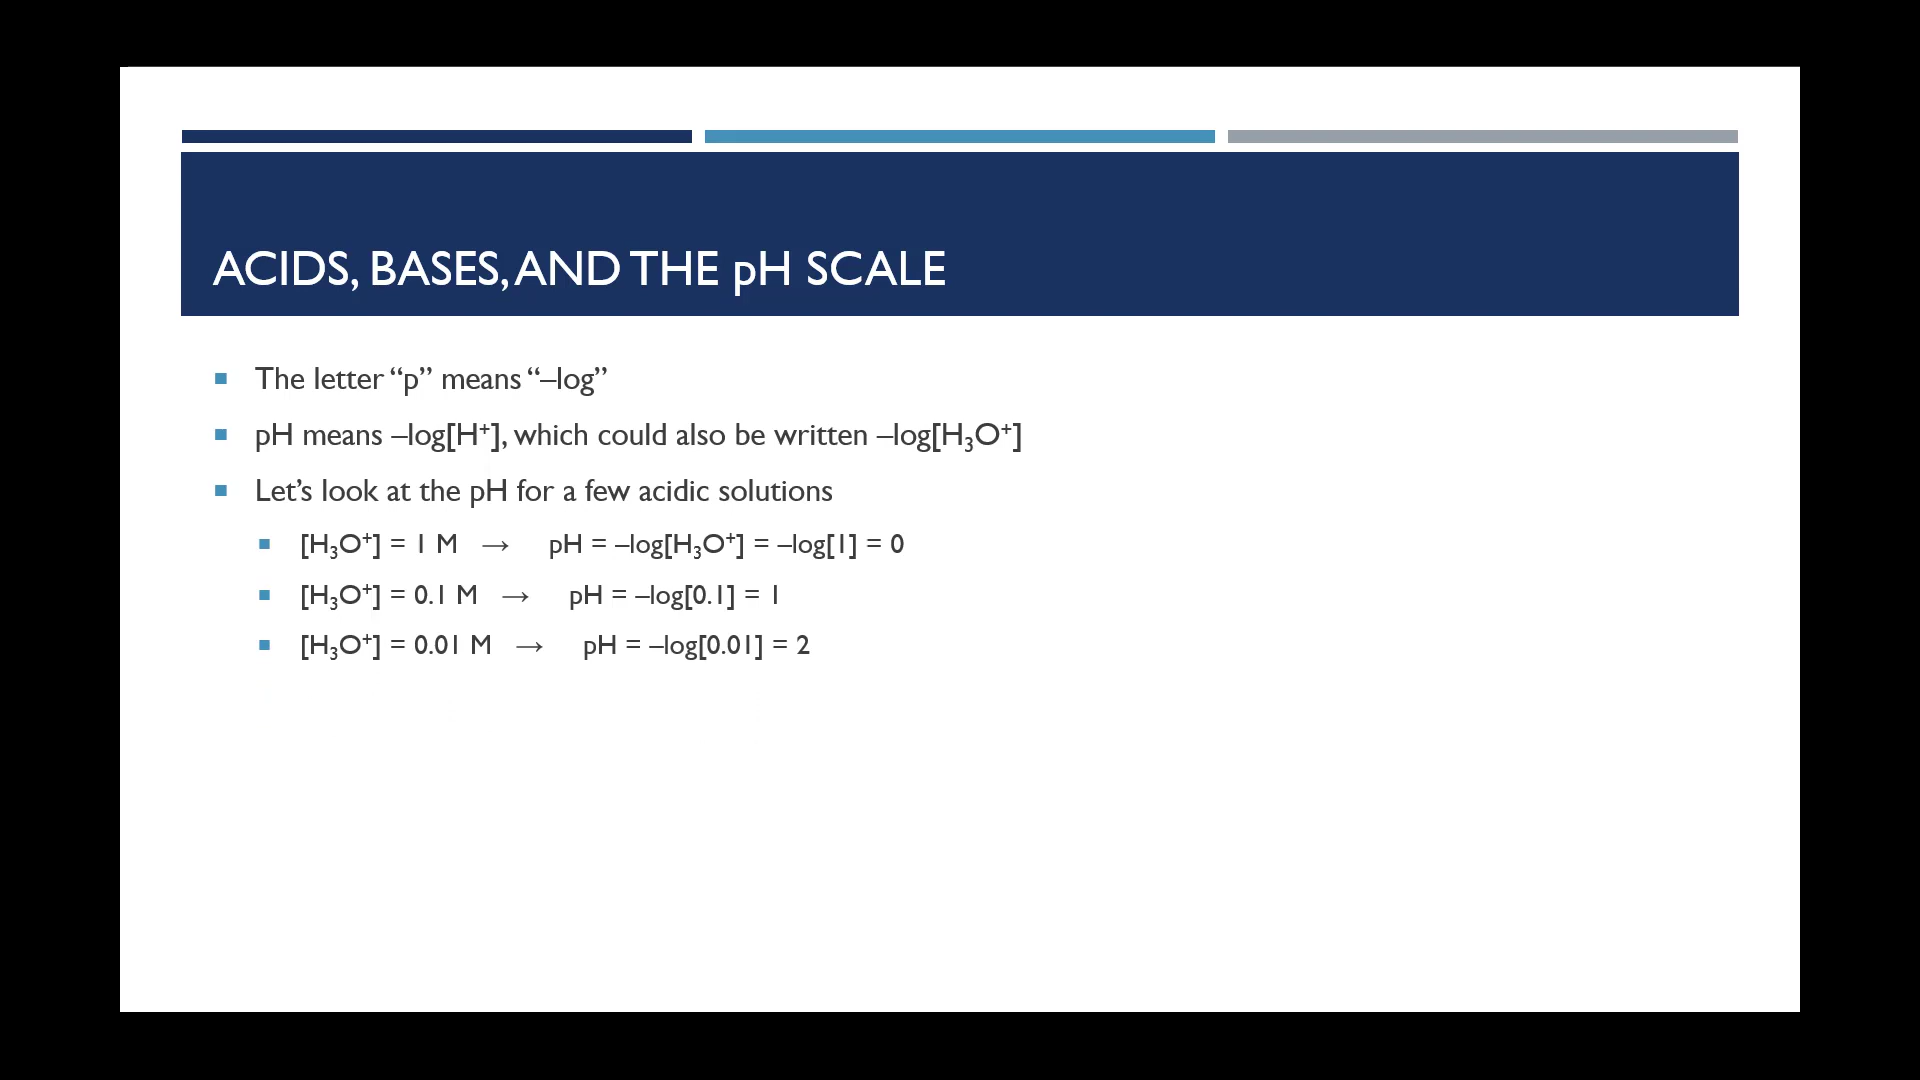 ACIDS, BASES, AND THE pH SCALE
The letter “p” means “–log”
pH means –log[H⁺], which could also be written –log[H₃O⁺]
Let’s look at the pH for a few acidic solutions
[H₃O⁺] = 1 M → pH = –log[H₃O⁺] = –log[1] = 0
[H₃O⁺] = 0.1 M → pH = –log[0.1] = 1
[H₃O⁺] = 0.01 M → pH = –log[0.01] = 2